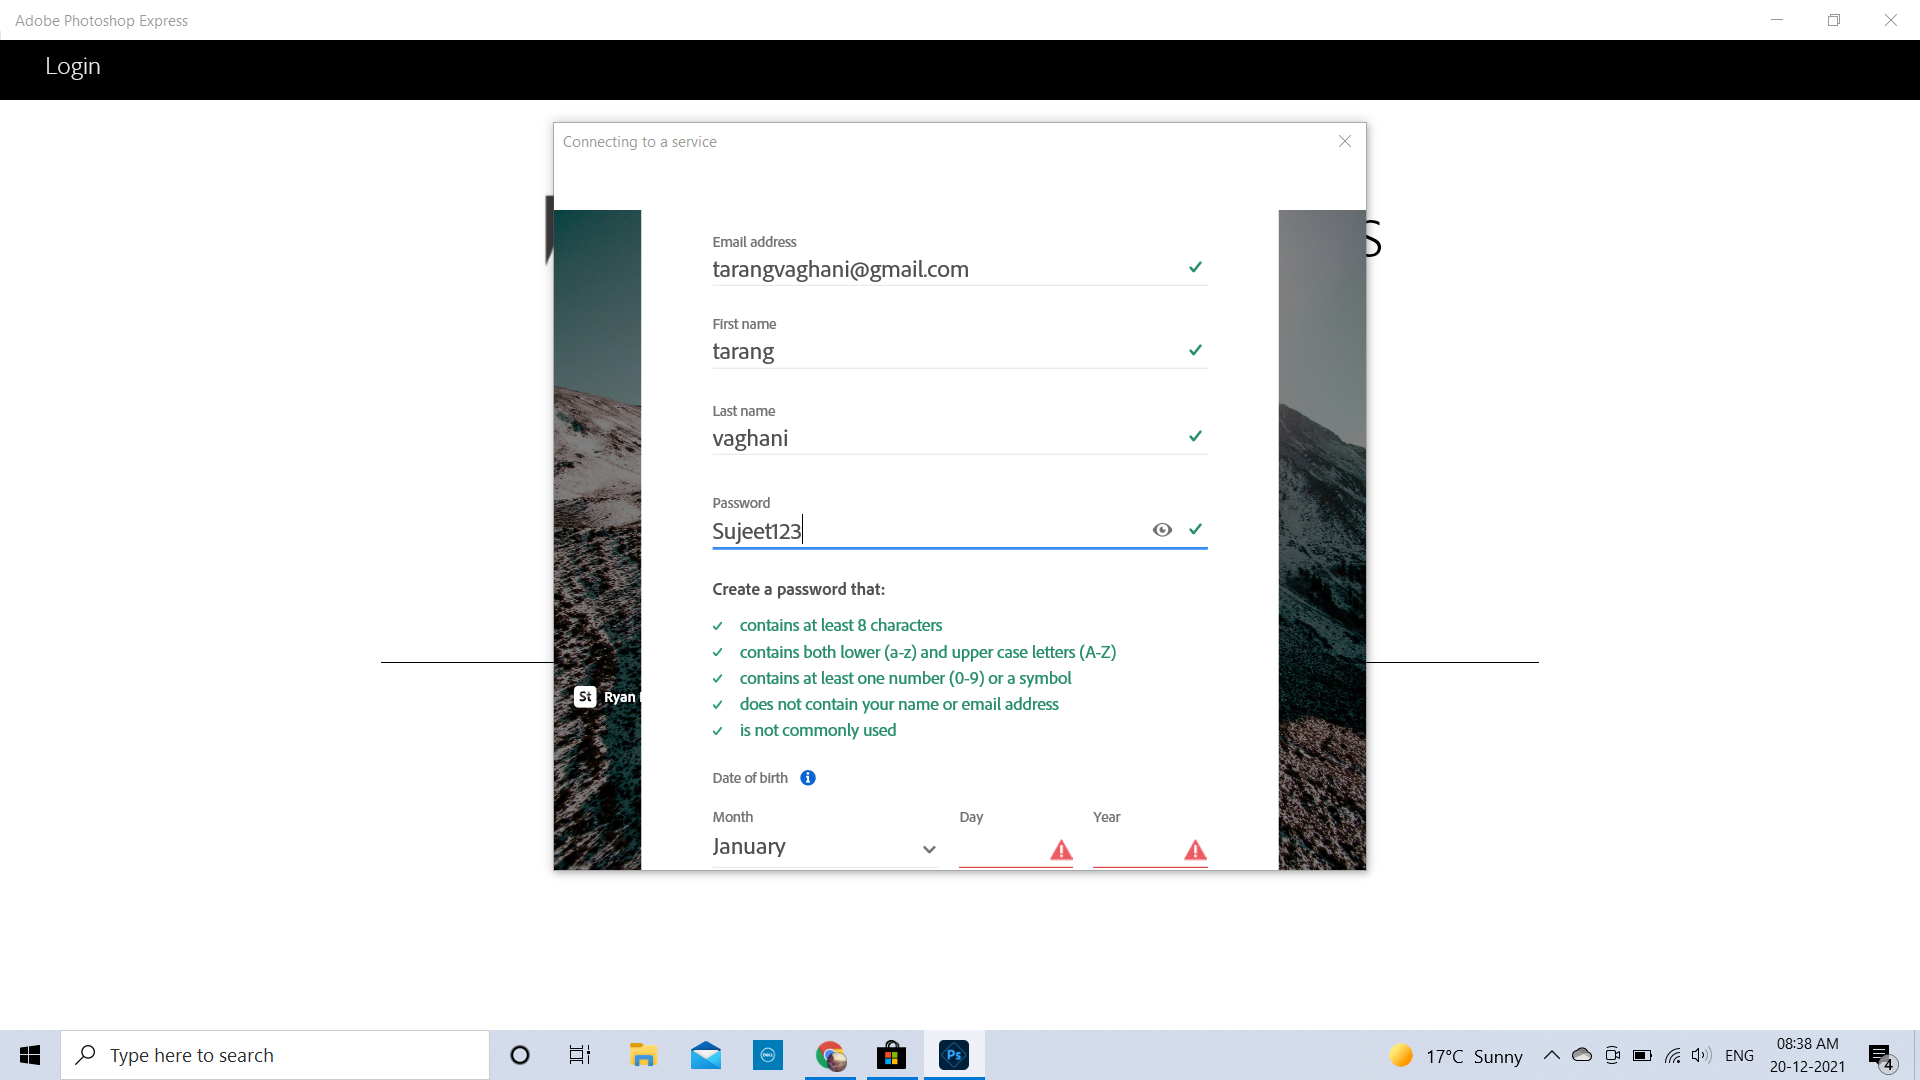 Adobe Photoshop Express
Login
Connecting to a service
S
Email address
tarangvaghani@gmail.com
First name
tarang
Last name
vaghani
Password
Sujeet123
Create a password that:
contains at least 8 characters
contains both lower (a-z) and upper case letters (A-Z)
contains at least one number (0-9) or a symbol
does not contain your name or email address
is not commonly used
St Ryan
Date of birth
Month Day Year
January
Type here to search
DELL
Ps
17°C Sunny
ENG
08:38 AM
20-12-2021
4